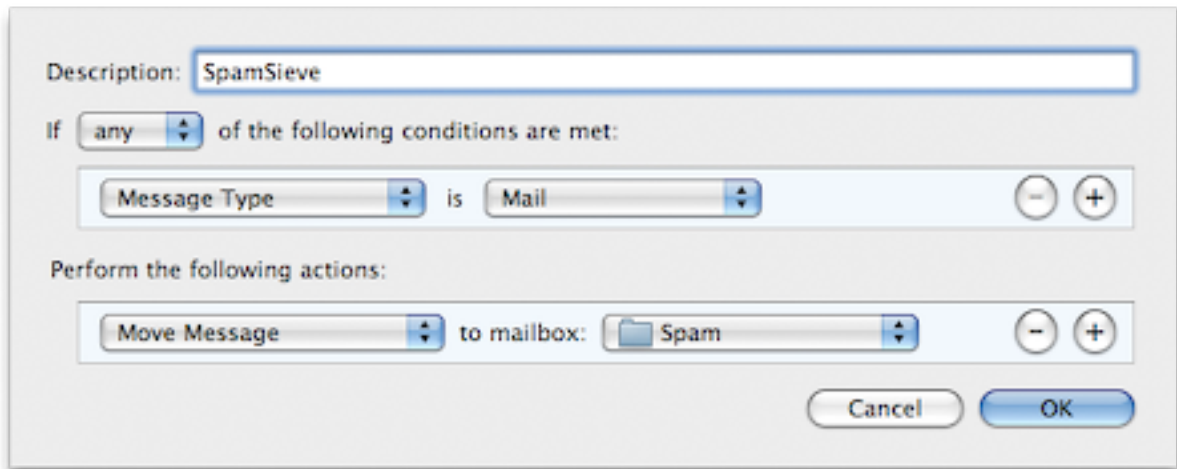 Description: SpamSieve
If any of the following conditions are met:
Message Type is Mail
Perform the following actions:
Move Message to mailbox: Spam
Cancel OK